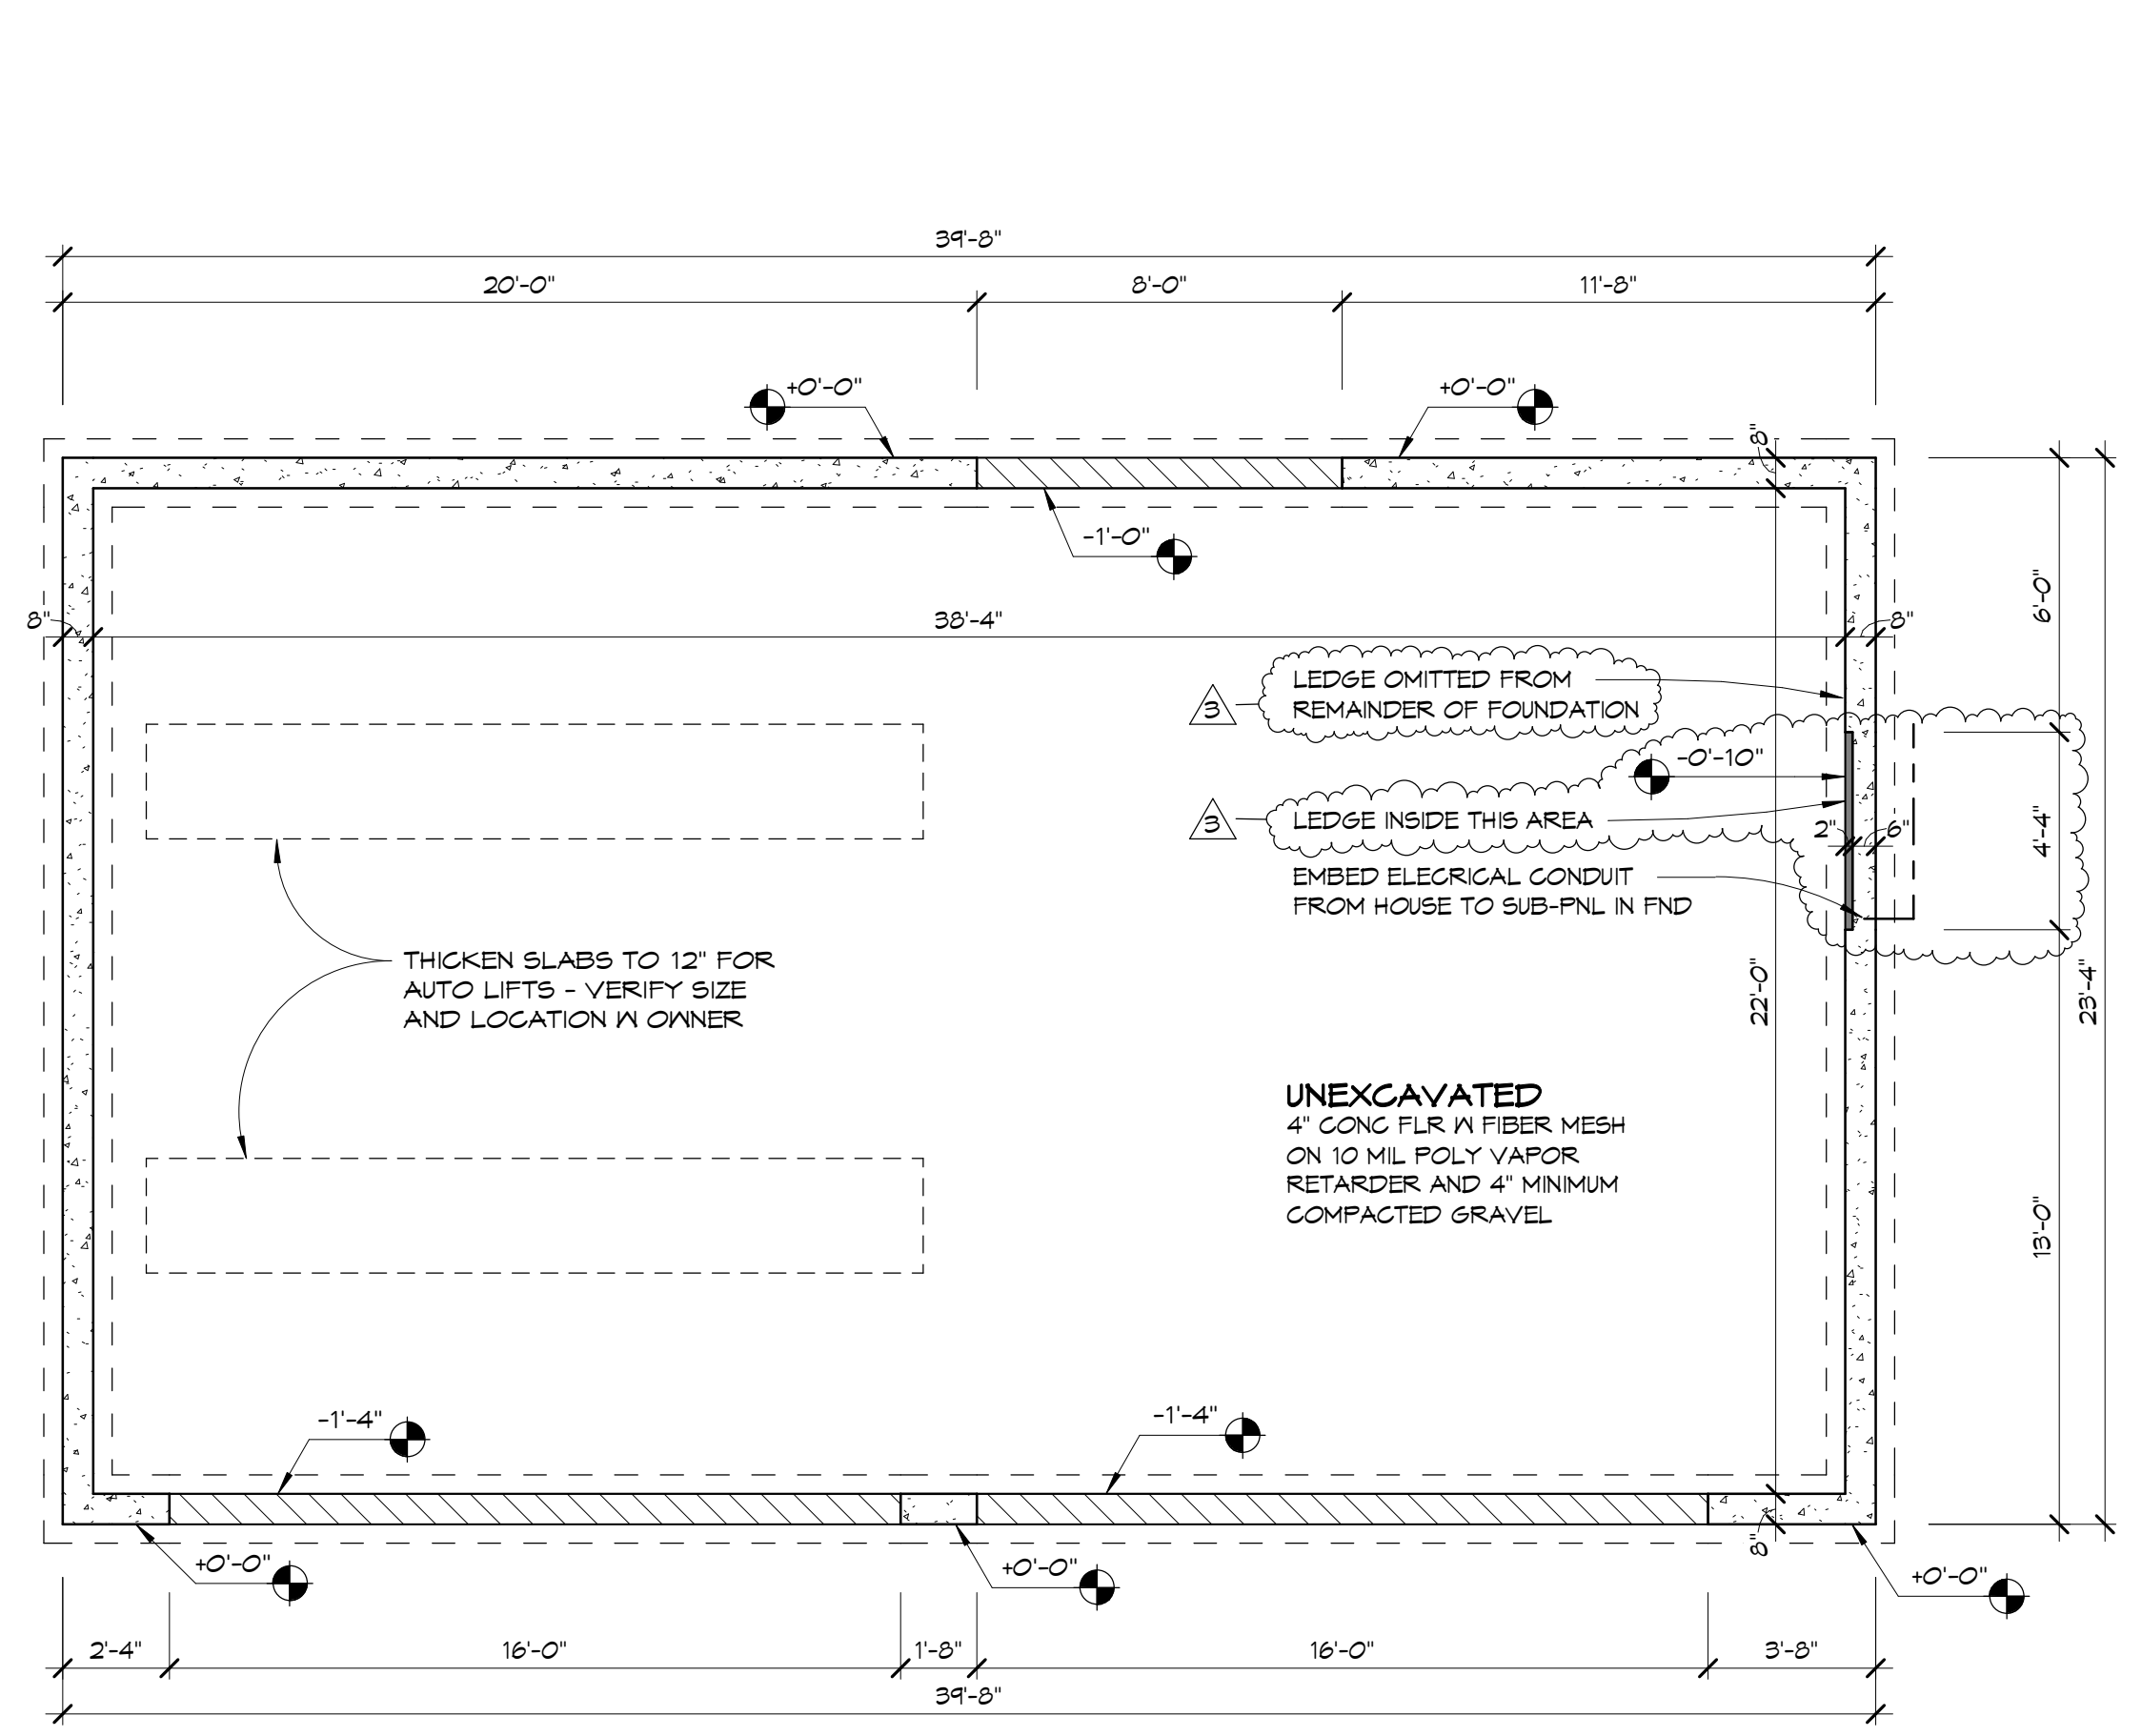 39'-8"
20'-0"
8'-0"
11'-8"
+0'-0"
+0'-0"
8"
-1'-0"
6'-0"
8"
38'-4"
8"
LEDGE OMITTED FROM
REMAINDER OF FOUNDATION
3
-0'-10"
LEDGE INSIDE THIS AREA
3
2"
6"
4'-4"
EMBED ELECRICAL CONDUIT
FROM HOUSE TO SUB-PNL IN FND
THICKEN SLABS TO 12" FOR
AUTO LIFTS - VERIFY SIZE
AND LOCATION W OWNER
22'-0"
23'-4"
UNEXCAVATED
4" CONC FLR W FIBER MESH
ON 10 MIL POLY VAPOR
RETARDER AND 4" MINIMUM
COMPACTED GRAVEL
13'-0"
-1'-4"
-1'-4"
8"
+0'-0"
+0'-0"
+0'-0"
2'-4"
16'-0"
1'-8"
16'-0"
3'-8"
39'-8"